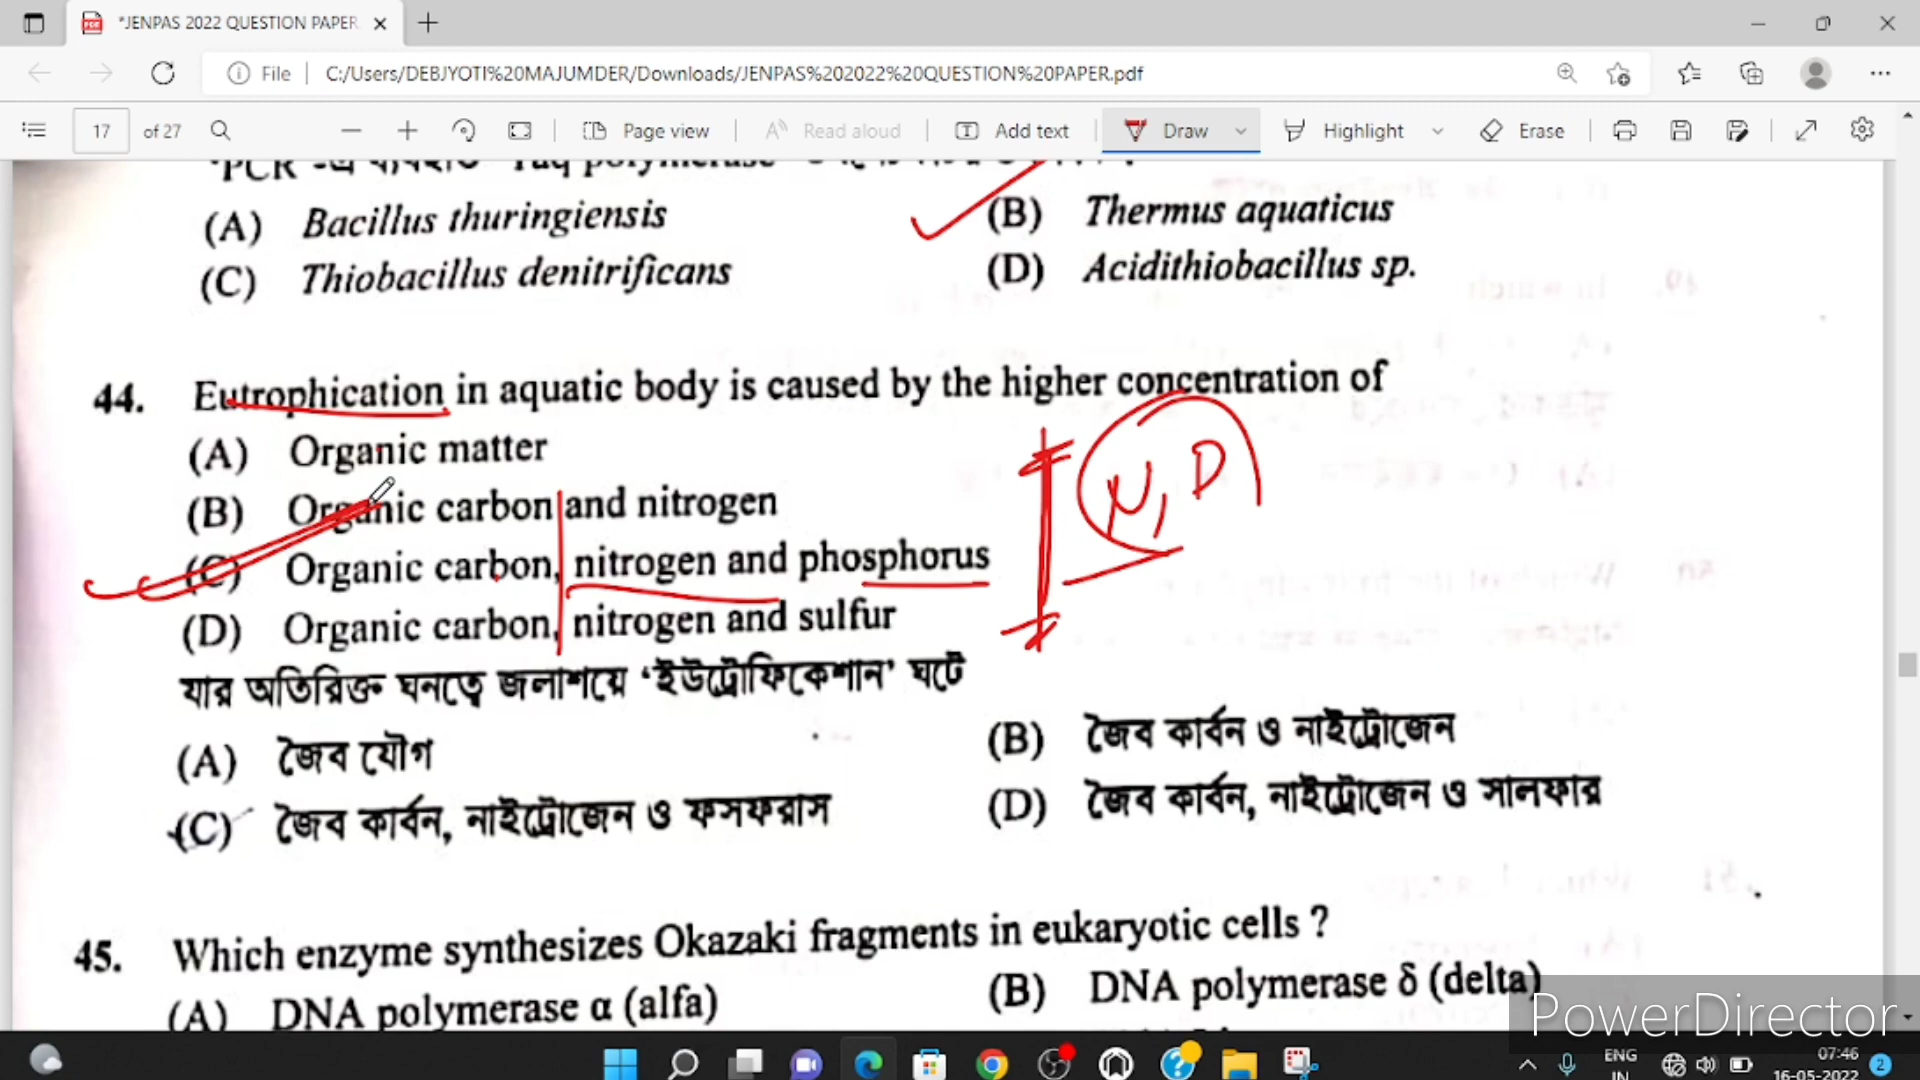 *JENPAS 2022 QUESTION PAPER
File C:/Users/DEBJYOTI%20MAJUMDER/Downloads/JENPAS%202022%20QUESTION%20PAPER.pdf
17 of 27 Page view Read aloud Add text Draw Highlight Erase
(A) Bacillus thuringiensis (B) Thermus aquaticus
(C) Thiobacillus denitrificans (D) Acidithiobacillus sp.
44. Eutrophication in aquatic body is caused by the higher concentration of
(A) Organic matter
(B) Organic carbon and nitrogen
N, P
(C) Organic carbon, nitrogen and phosphorus
(D) Organic carbon, nitrogen and sulfur
যার অতিরিক্ত ঘনত্বে জলাশয়ে ‘ইউট্রোফিকেশান’ ঘটে
(A) জৈব যৌগ (B) জৈব কার্বন ও নাইট্রোজেন
(C) জৈব কার্বন, নাইট্রোজেন ও ফসফরাস (D) জৈব কার্বন, নাইট্রোজেন ও সালফার
45. Which enzyme synthesizes Okazaki fragments in eukaryotic cells ?
(A) DNA polymerase α (alfa) (B) DNA polymerase δ (delta)
PowerDirector
ENG
IN
07:46
16-05-2022
2